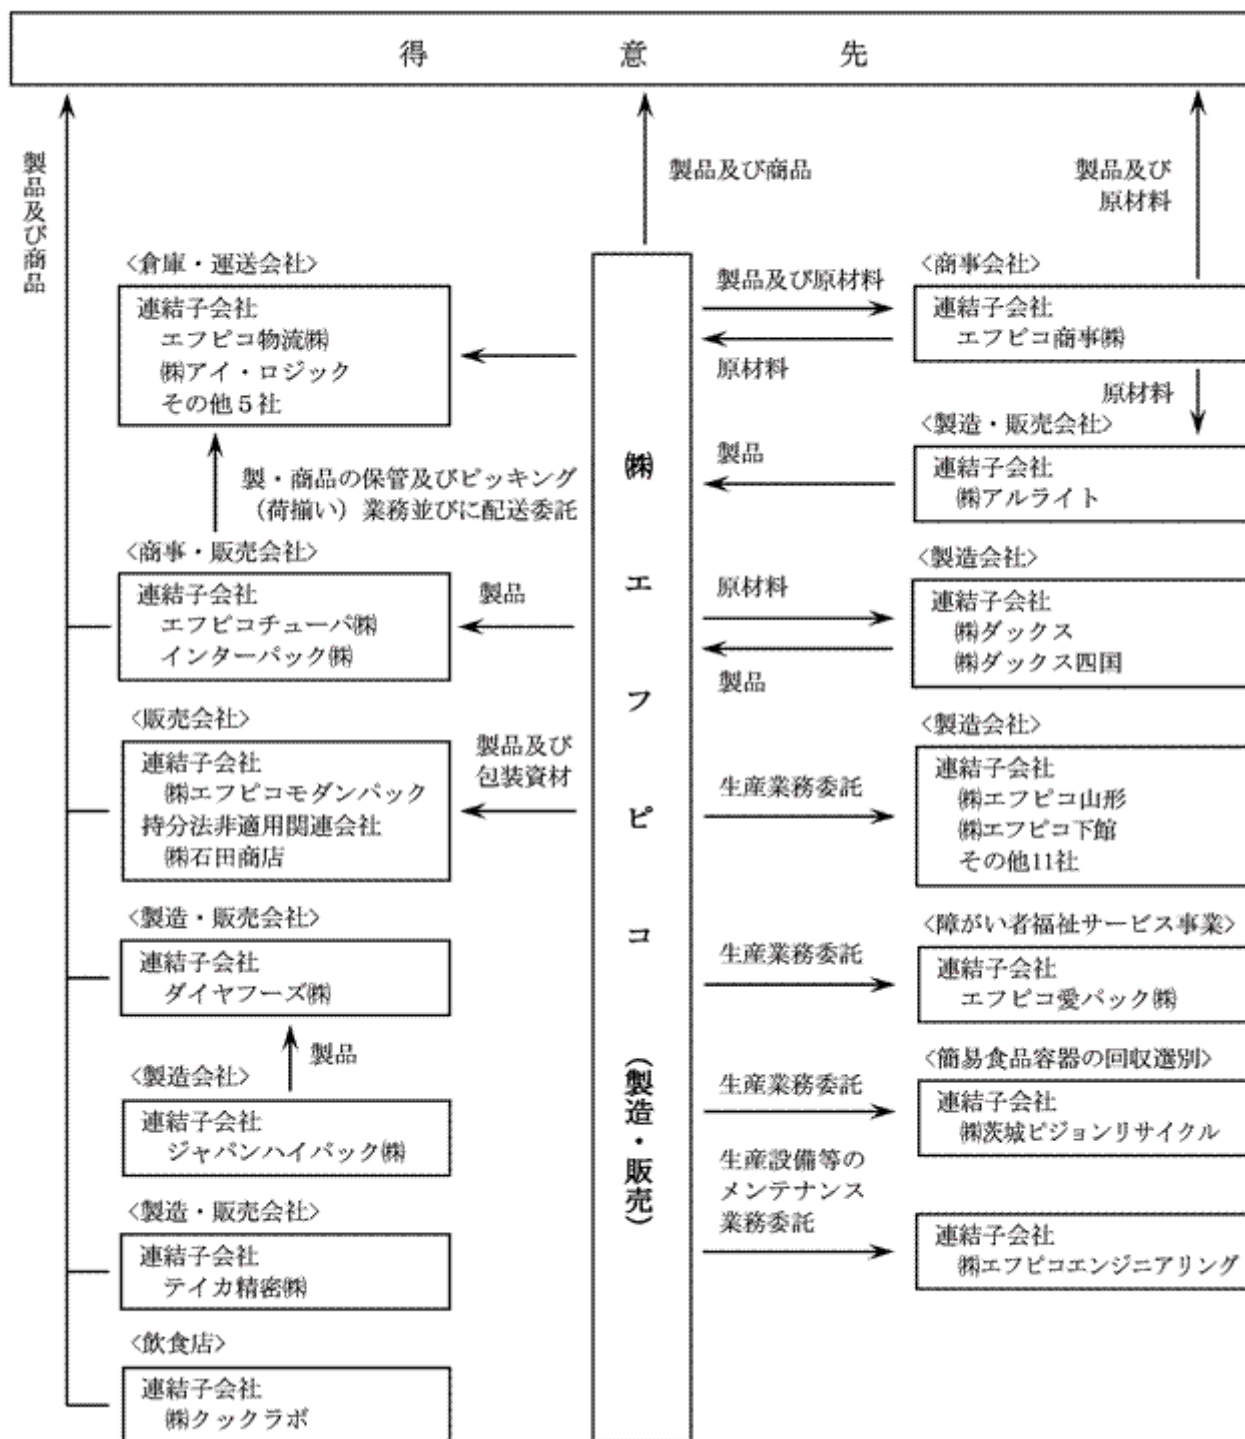 得意先
製品及び商品
製品及び商品
製品及び
原材料
<倉庫・運送会社>
連結子会社
エフピコ物流㈱
㈱アイ・ロジック
その他５社
製・商品の保管及びピッキング
（荷揃い）業務並びに配送委託
<商事・販売会社>
連結子会社
エフピコチューパ㈱
インターパック㈱
製品
<販売会社>
連結子会社
㈱エフピコモダンパック
持分法非適用関連会社
㈱石田商店
製品及び
包装資材
<製造・販売会社>
連結子会社
ダイヤフーズ㈱
製品
<製造会社>
連結子会社
ジャパンハイパック㈱
<製造・販売会社>
連結子会社
テイカ精密㈱
<飲食店>
連結子会社
㈱クックラボ
㈱エフピコ（製造・販売）
製品及び原材料
原材料
<商事会社>
連結子会社
エフピコ商事㈱
原材料
<製造・販売会社>
連結子会社
㈱アルライト
製品
<製造会社>
連結子会社
㈱ダックス
㈱ダックス四国
原材料
製品
<製造会社>
連結子会社
㈱エフピコ山形
㈱エフピコ下館
その他11社
生産業務委託
<障がい者福祉サービス事業>
連結子会社
エフピコ愛パック㈱
生産業務委託
<簡易食品容器の回収選別>
連結子会社
㈱茨城ピジョンリサイクル
生産業務委託
生産設備等の
メンテナンス
業務委託
連結子会社
㈱エフピコエンジニアリング